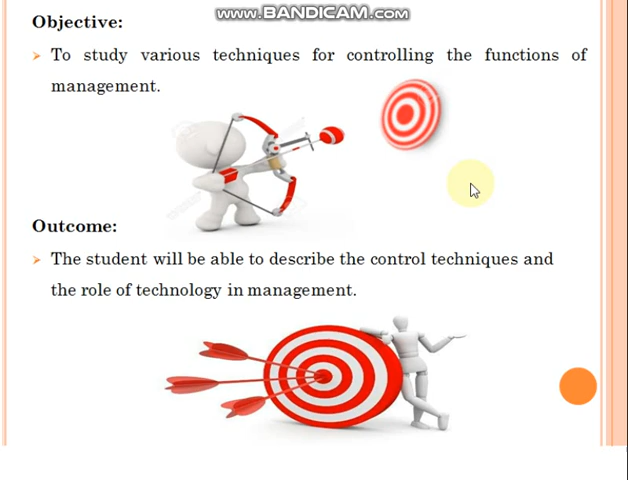 www.BANDICAM.com
Objective:
To study various techniques for controlling the functions of
management.
Outcome:
The student will be able to describe the control techniques and
the role of technology in management.